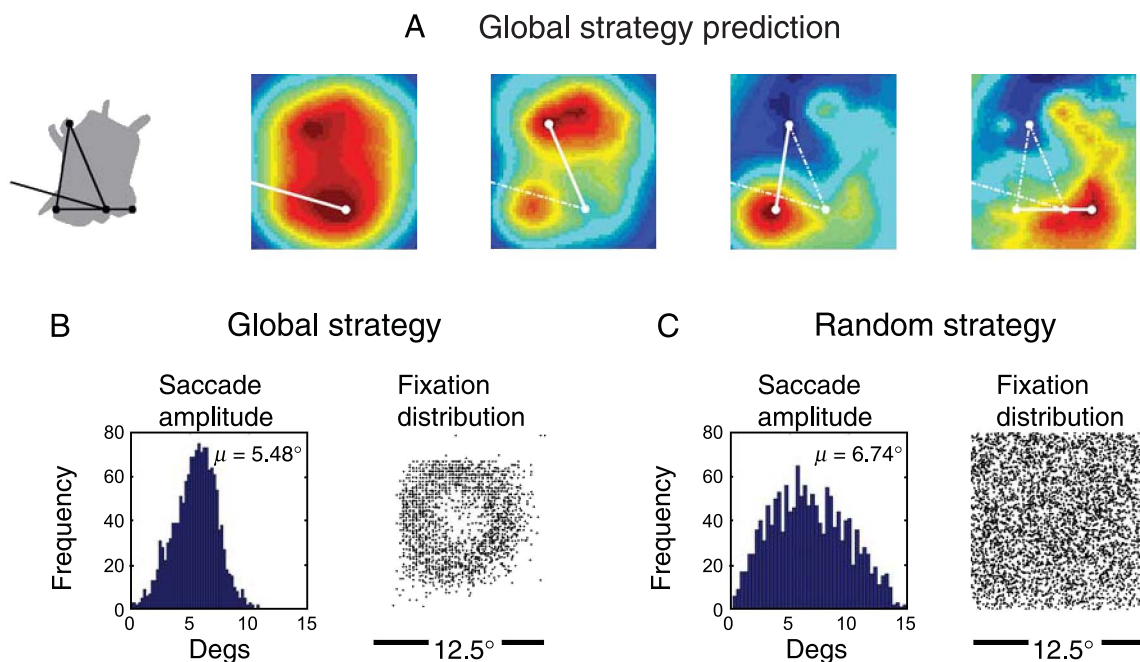 A Global strategy prediction
B Global strategy
C Random strategy
Saccade
amplitude
Fixation
distribution
Saccade
amplitude
Fixation
distribution
80
60
40
20
0
Frequency
μ = 5.48°
0 5 10 15
Degs
12.5°
80
60
40
20
0
Frequency
μ = 6.74°
0 5 10 15
Degs
12.5°